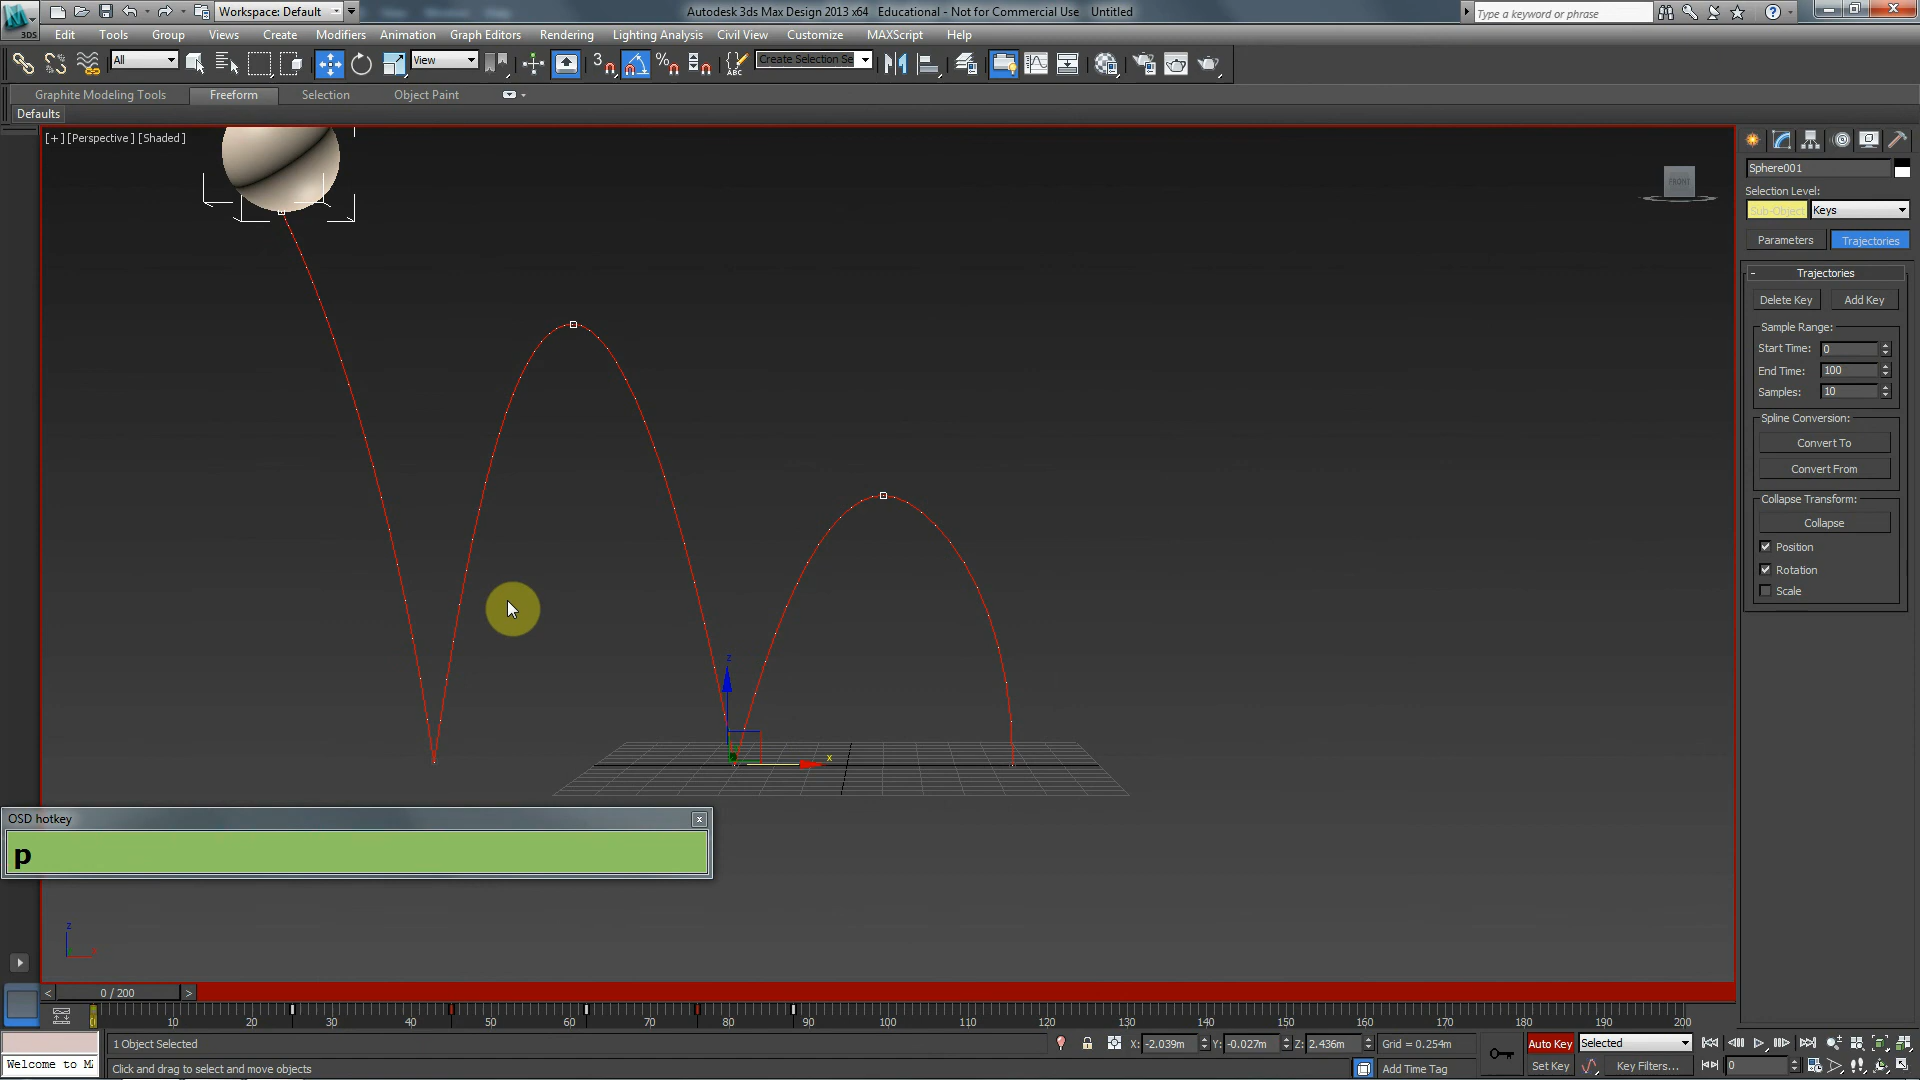 Workspace: Default
Autodesk 3ds Max Design 2013 x64   Educational - Not for Commercial Use   Untitled
Type a keyword or phrase
3DS
Edit Tools Group Views Create Modifiers Animation Graph Editors Rendering Lighting Analysis Civil View Customize MAXScript Help
All
View
3
Create Selection Se
Graphite Modeling Tools Freeform Selection Object Paint
Defaults
[ + ] [Perspective ] [Shaded ]
FRONT
Sphere001
Selection Level:
Sub-Object Keys
Parameters Trajectories
- Trajectories
Delete Key Add Key
Sample Range:
Start Time: 0
End Time: 100
Samples: 10
Spline Conversion:
Convert To
Convert From
Collapse Transform:
Collapse
Position
Rotation
Scale
z
x
OSD hotkey
x
p
z
< 0 / 200 >
10 20 30 40 50 60 70 80 90 100 110 120 130 140 150 160 170 180 190 200
1 Object Selected
X: -2.039m Y: -0.027m Z: 2.436m Grid = 0.254m
Auto Key Selected
Welcome to M
Click and drag to select and move objects
Add Time Tag
Set Key Key Filters...
0